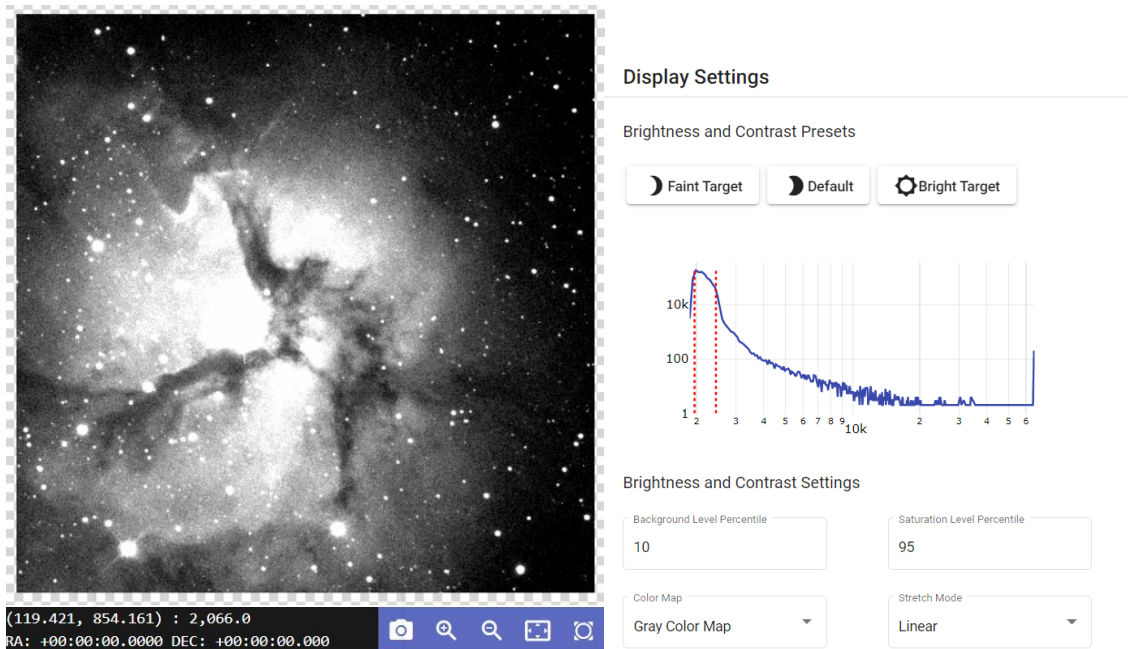 Display Settings
Brightness and Contrast Presets
Faint Target Default Bright Target
10k
100
1
2 3 4 5 6 7 8 9 10k 2 3 4 5 6
Brightness and Contrast Settings
Background Level Percentile Saturation Level Percentile
10 95
Color Map Stretch Mode
Gray Color Map Linear
(119.421, 854.161) : 2,066.0
RA: +00:00:00.0000 DEC: +00:00:00.000